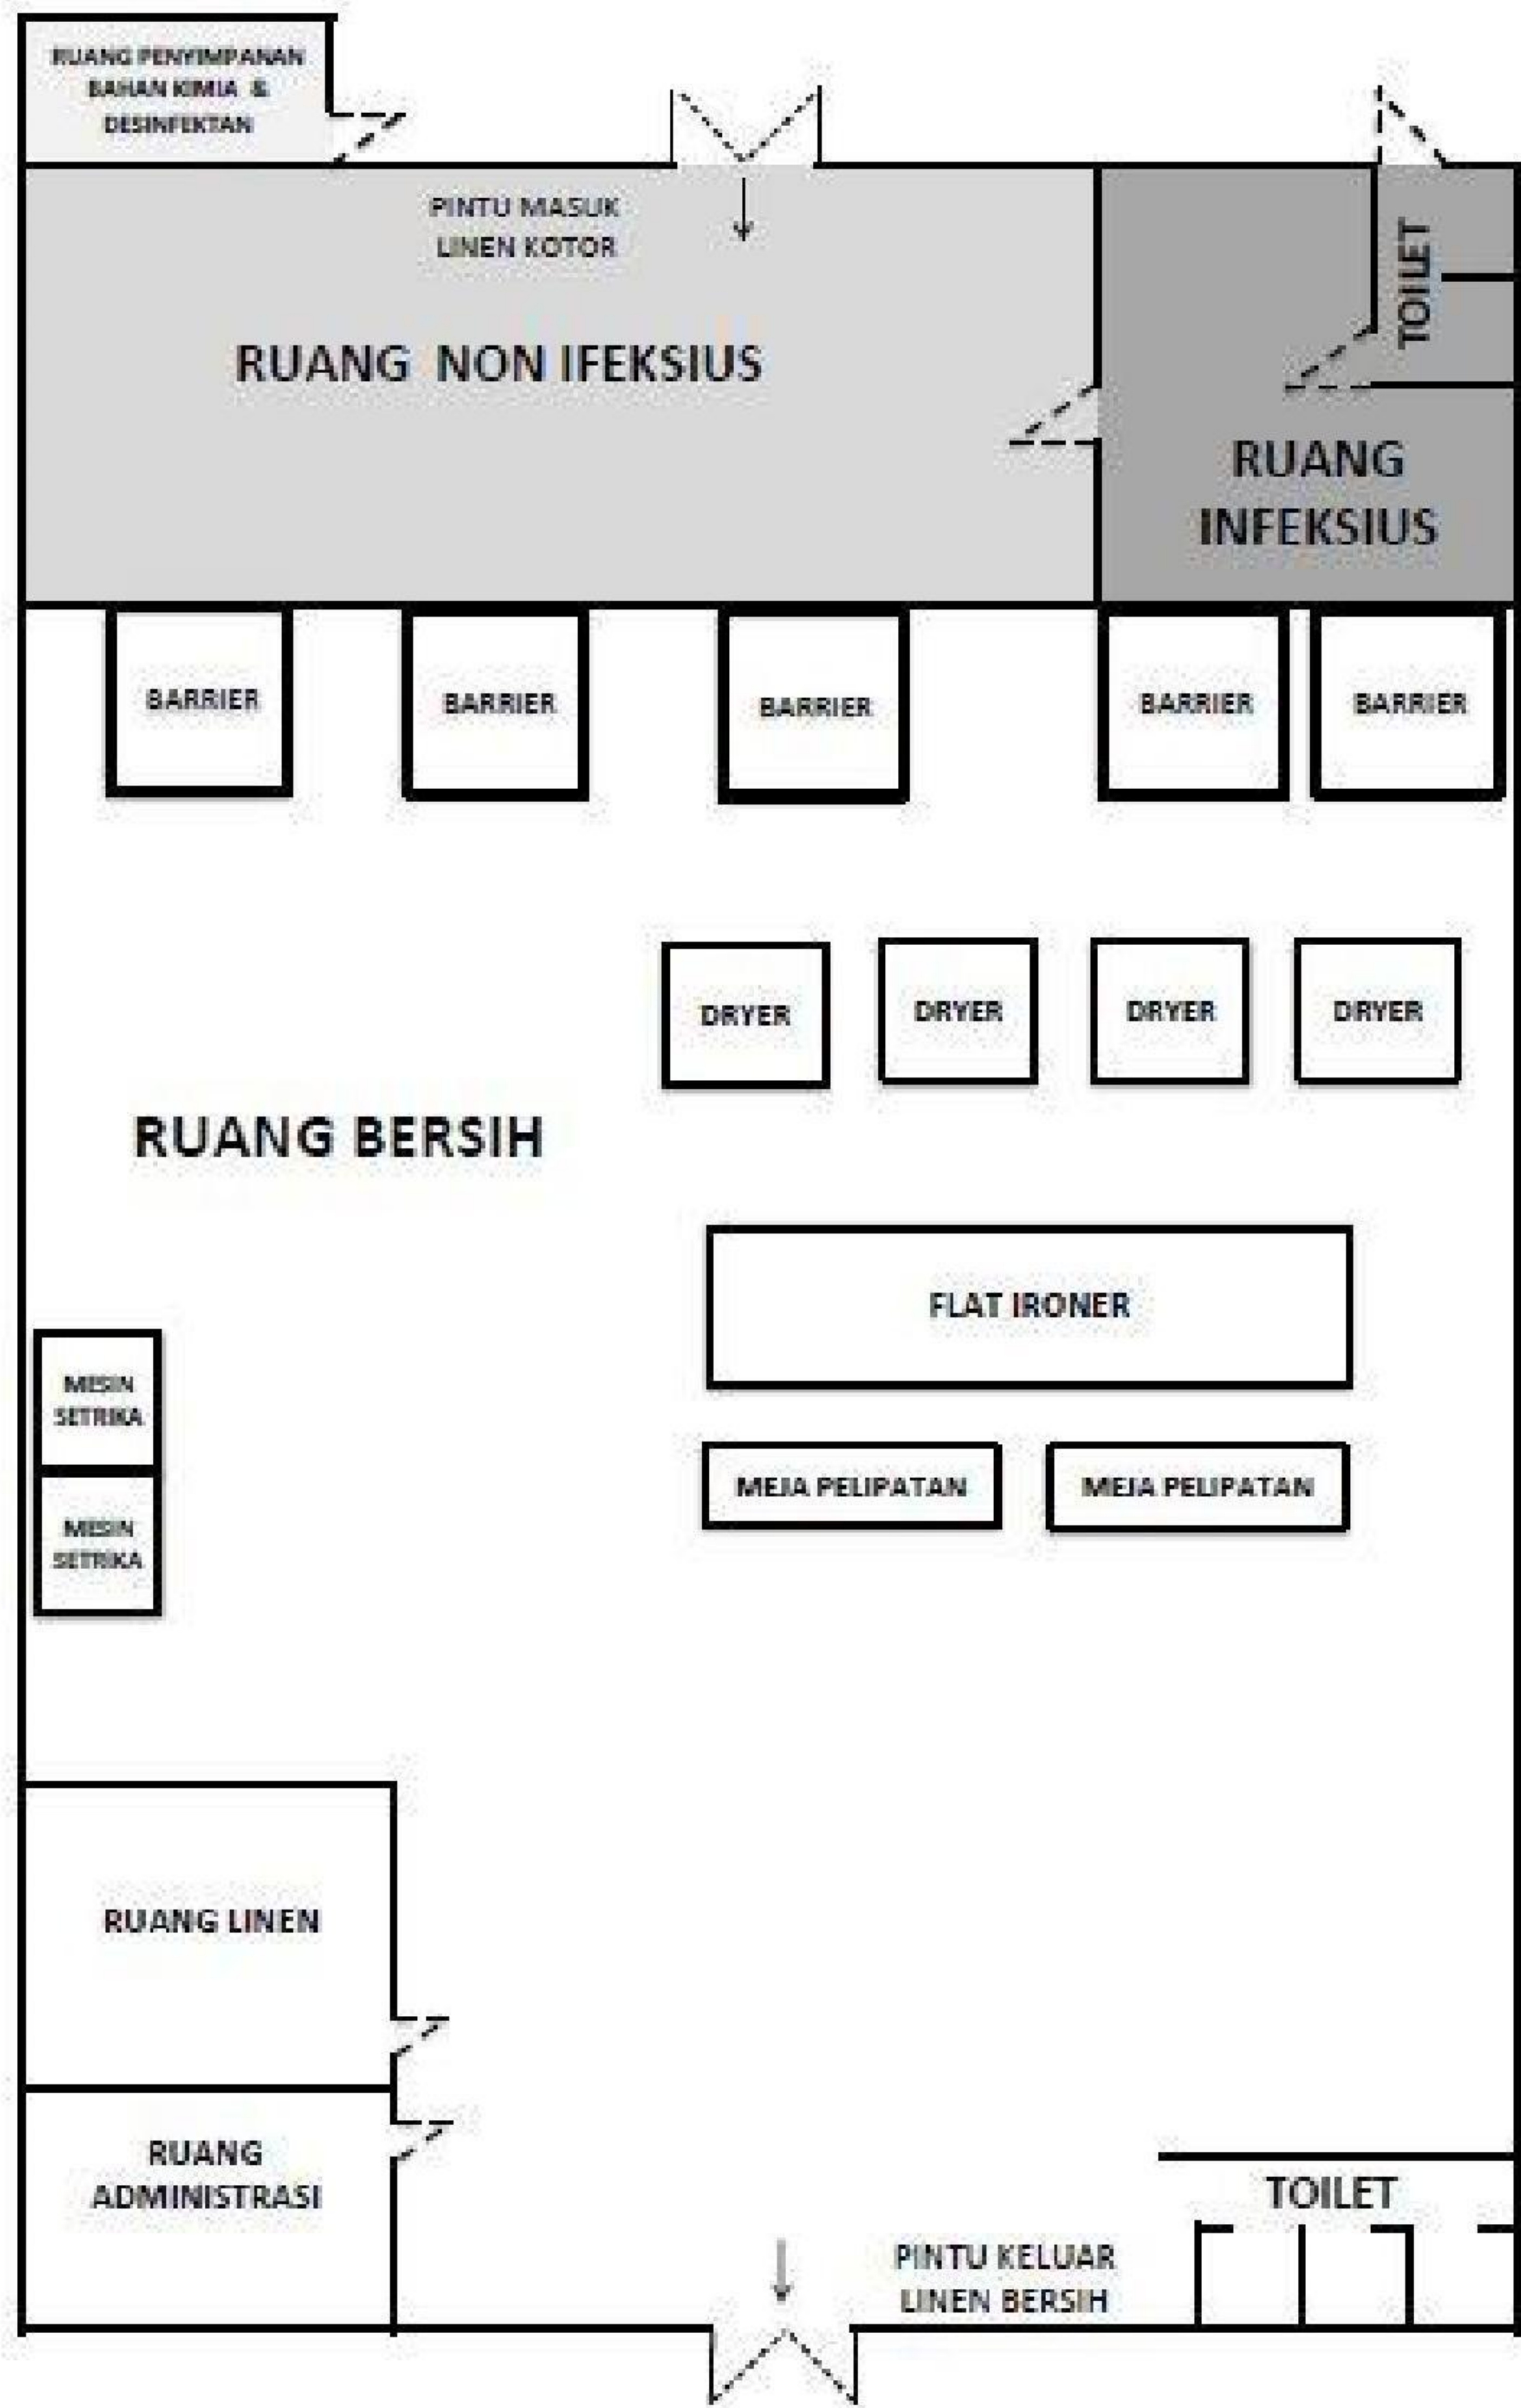 RUANG PENYIMPANAN
BAHAN KIMIA &
DESINFEKTAN
PINTU MASUK
LINEN KOTOR
RUANG NON IFEKSIUS
TOILET
RUANG
INFEKSIUS
BARRIER
BARRIER
BARRIER
BARRIER
BARRIER
DRYER
DRYER
DRYER
DRYER
RUANG BERSIH
FLAT IRONER
MESIN
SETRIKA
MEJA PELIPATAN
MEJA PELIPATAN
MESIN
SETRIKA
RUANG LINEN
RUANG
ADMINISTRASI
TOILET
PINTU KELUAR
LINEN BERSIH